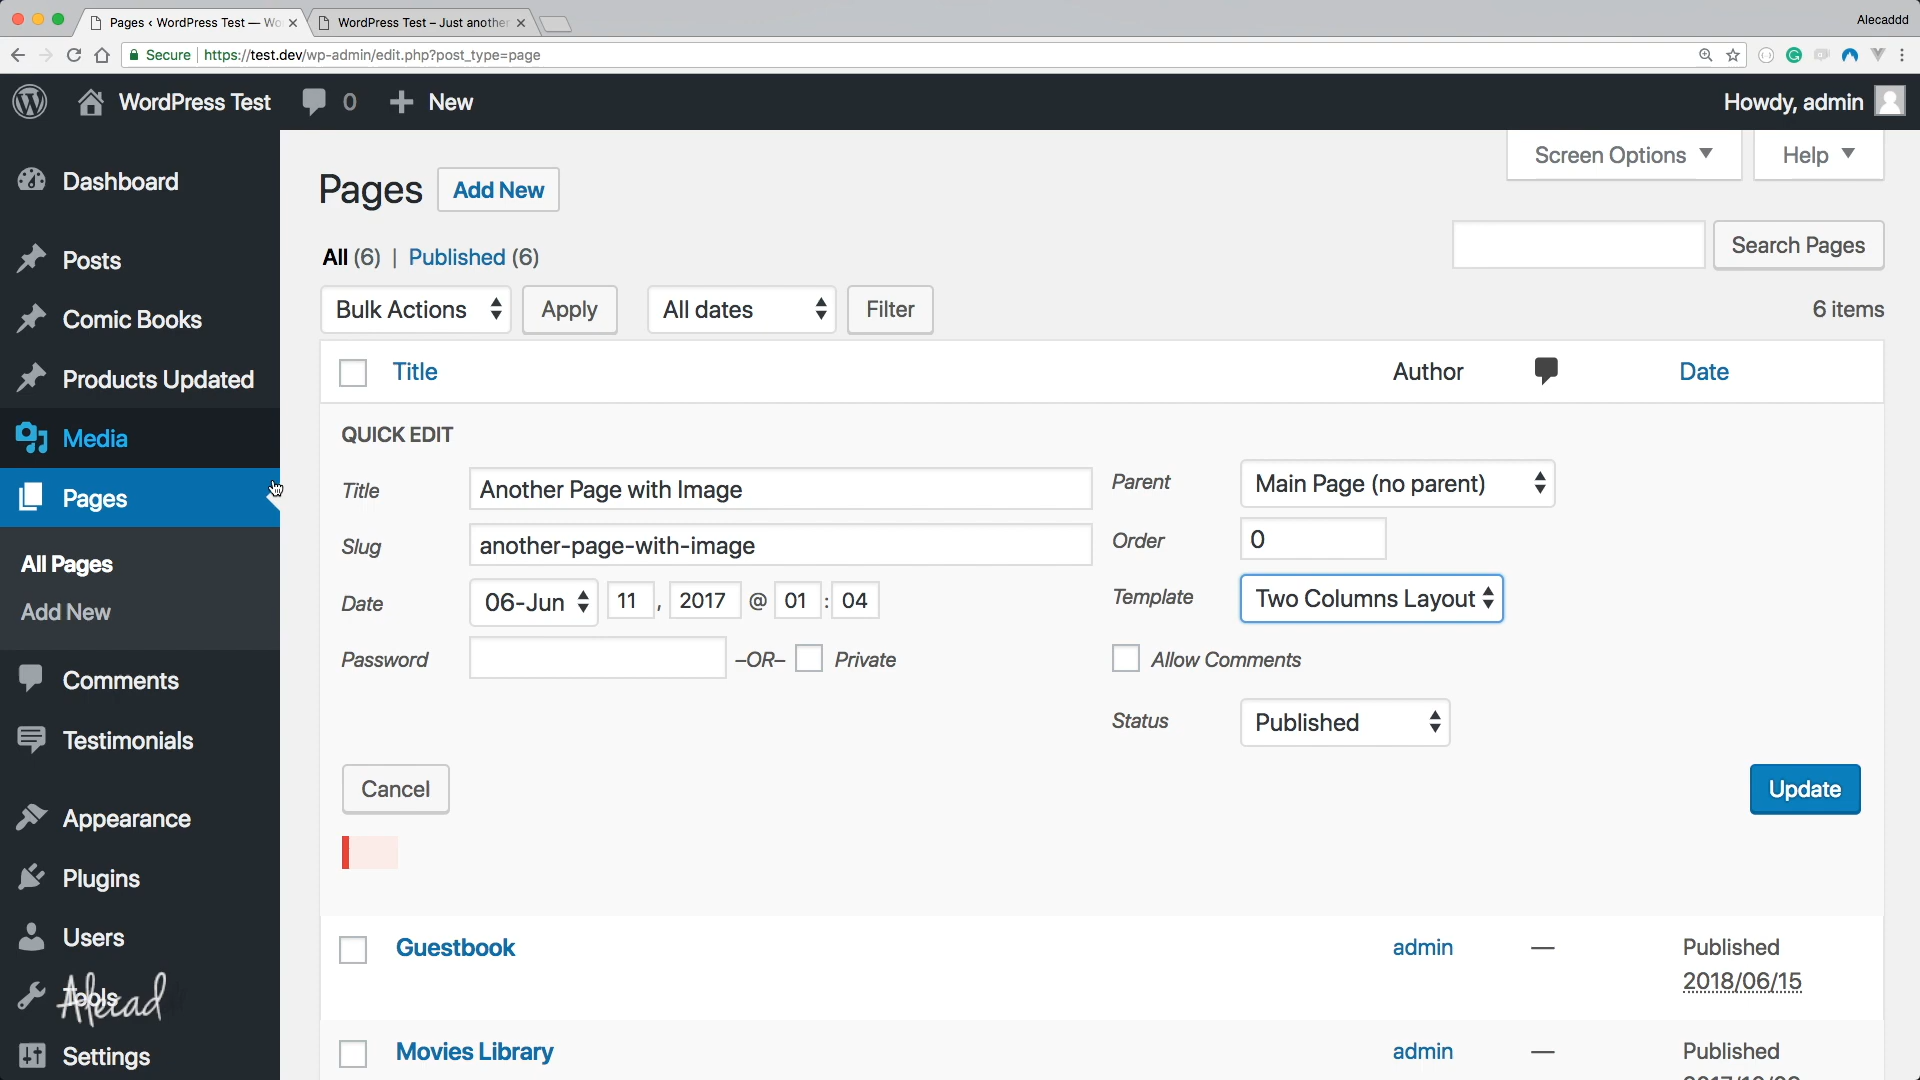 Pages ‹ WordPress Test — Wo
WordPress Test – Just another
Alecaddd
Secure
https://test.dev/wp-admin/edit.php?post_type=page
WordPress Test
0
New
Howdy, admin
Screen Options
Help
Dashboard
Posts
Comic Books
Products Updated
Media
Pages
All Pages
Add New
Comments
Testimonials
Appearance
Plugins
Users
Tools
Alecad
Settings
Pages
Add New
All (6) | Published (6)
Search Pages
Bulk Actions
Apply
All dates
Filter
6 items
Title
Author
Date
QUICK EDIT
Title
Another Page with Image
Slug
another-page-with-image
Date
06-Jun 11 , 2017 @ 01 : 04
Password
–OR–
Private
Parent
Main Page (no parent)
Order
0
Template
Two Columns Layout
Allow Comments
Status
Published
Cancel
Update
Guestbook
admin
—
Published
2018/06/15
Movies Library
admin
—
Published